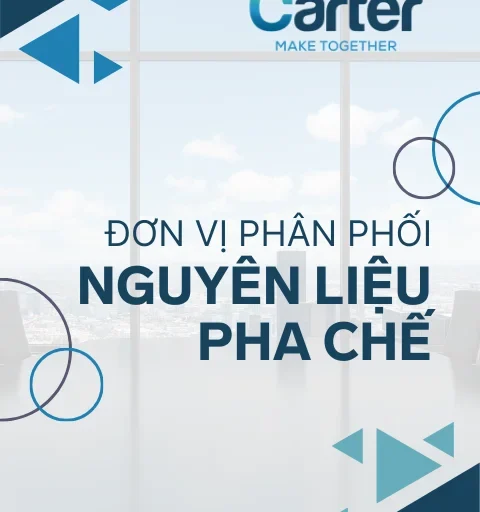 Carter
MAKE TOGETHER
ĐƠN VỊ PHÂN PHỐI
NGUYÊN LIỆU
PHA CHẾ